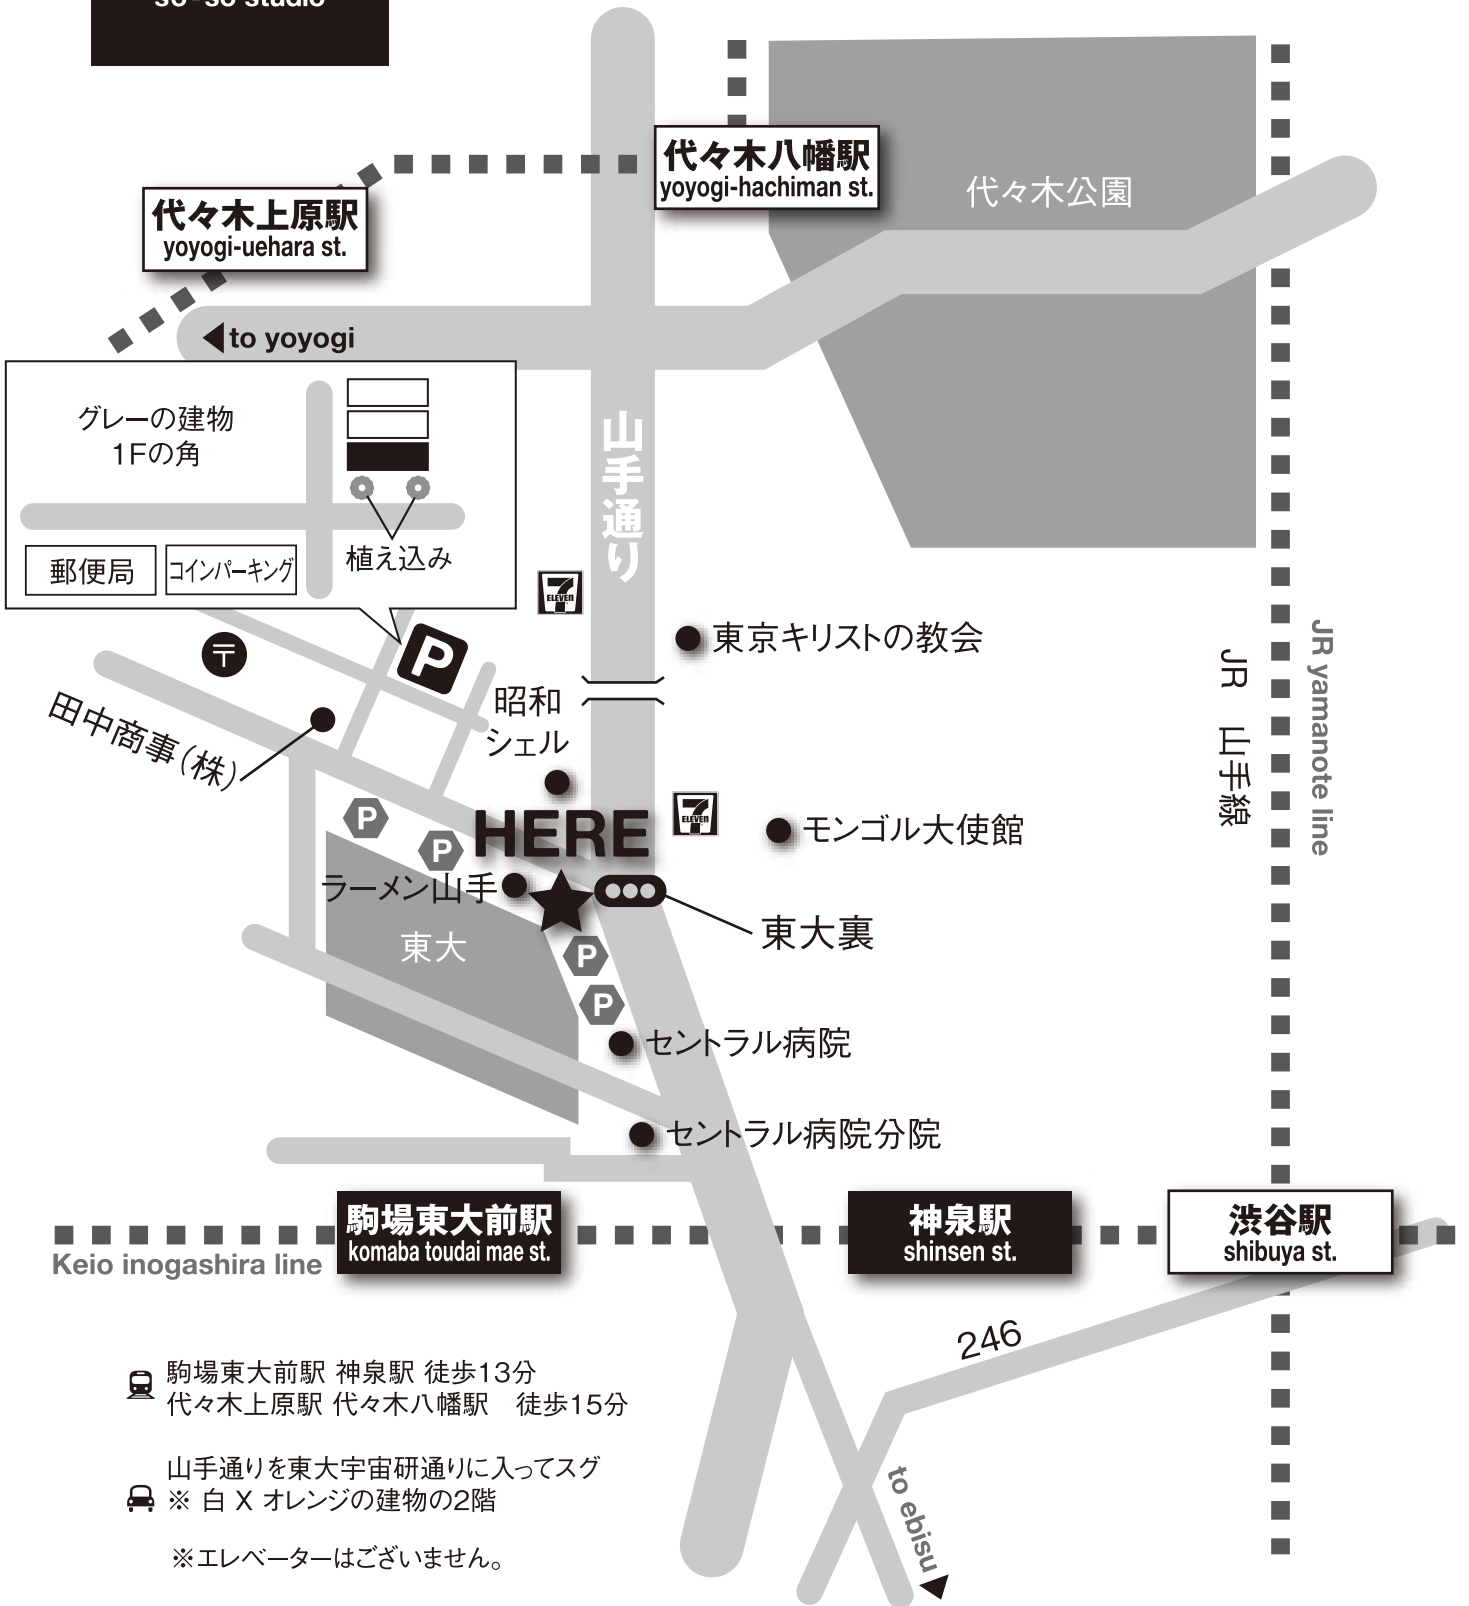 so-so studio
代々木八幡駅
yoyogi-hachiman st.
代々木公園
代々木上原駅
yoyogi-uehara st.
to yoyogi
グレーの建物
1Fの角
郵便局
コインパーキング
植え込み
山手通り
7
ELEVEN
東京キリストの教会
〒
P
昭和
シェル
田中商事(株)
JR 山手線
JR yamanote line
P
P
HERE
7
ELEVEN
モンゴル大使館
ラーメン山手
東大裏
東大
P
P
セントラル病院
セントラル病院分院
Keio inogashira line
駒場東大前駅
komaba toudai mae st.
神泉駅
shinsen st.
渋谷駅
shibuya st.
246
to ebisu
駒場東大前駅 神泉駅 徒歩13分
代々木上原駅 代々木八幡駅　徒歩15分
山手通りを東大宇宙研通りに入ってスグ
※ 白 X オレンジの建物の2階
※エレベーターはございません。